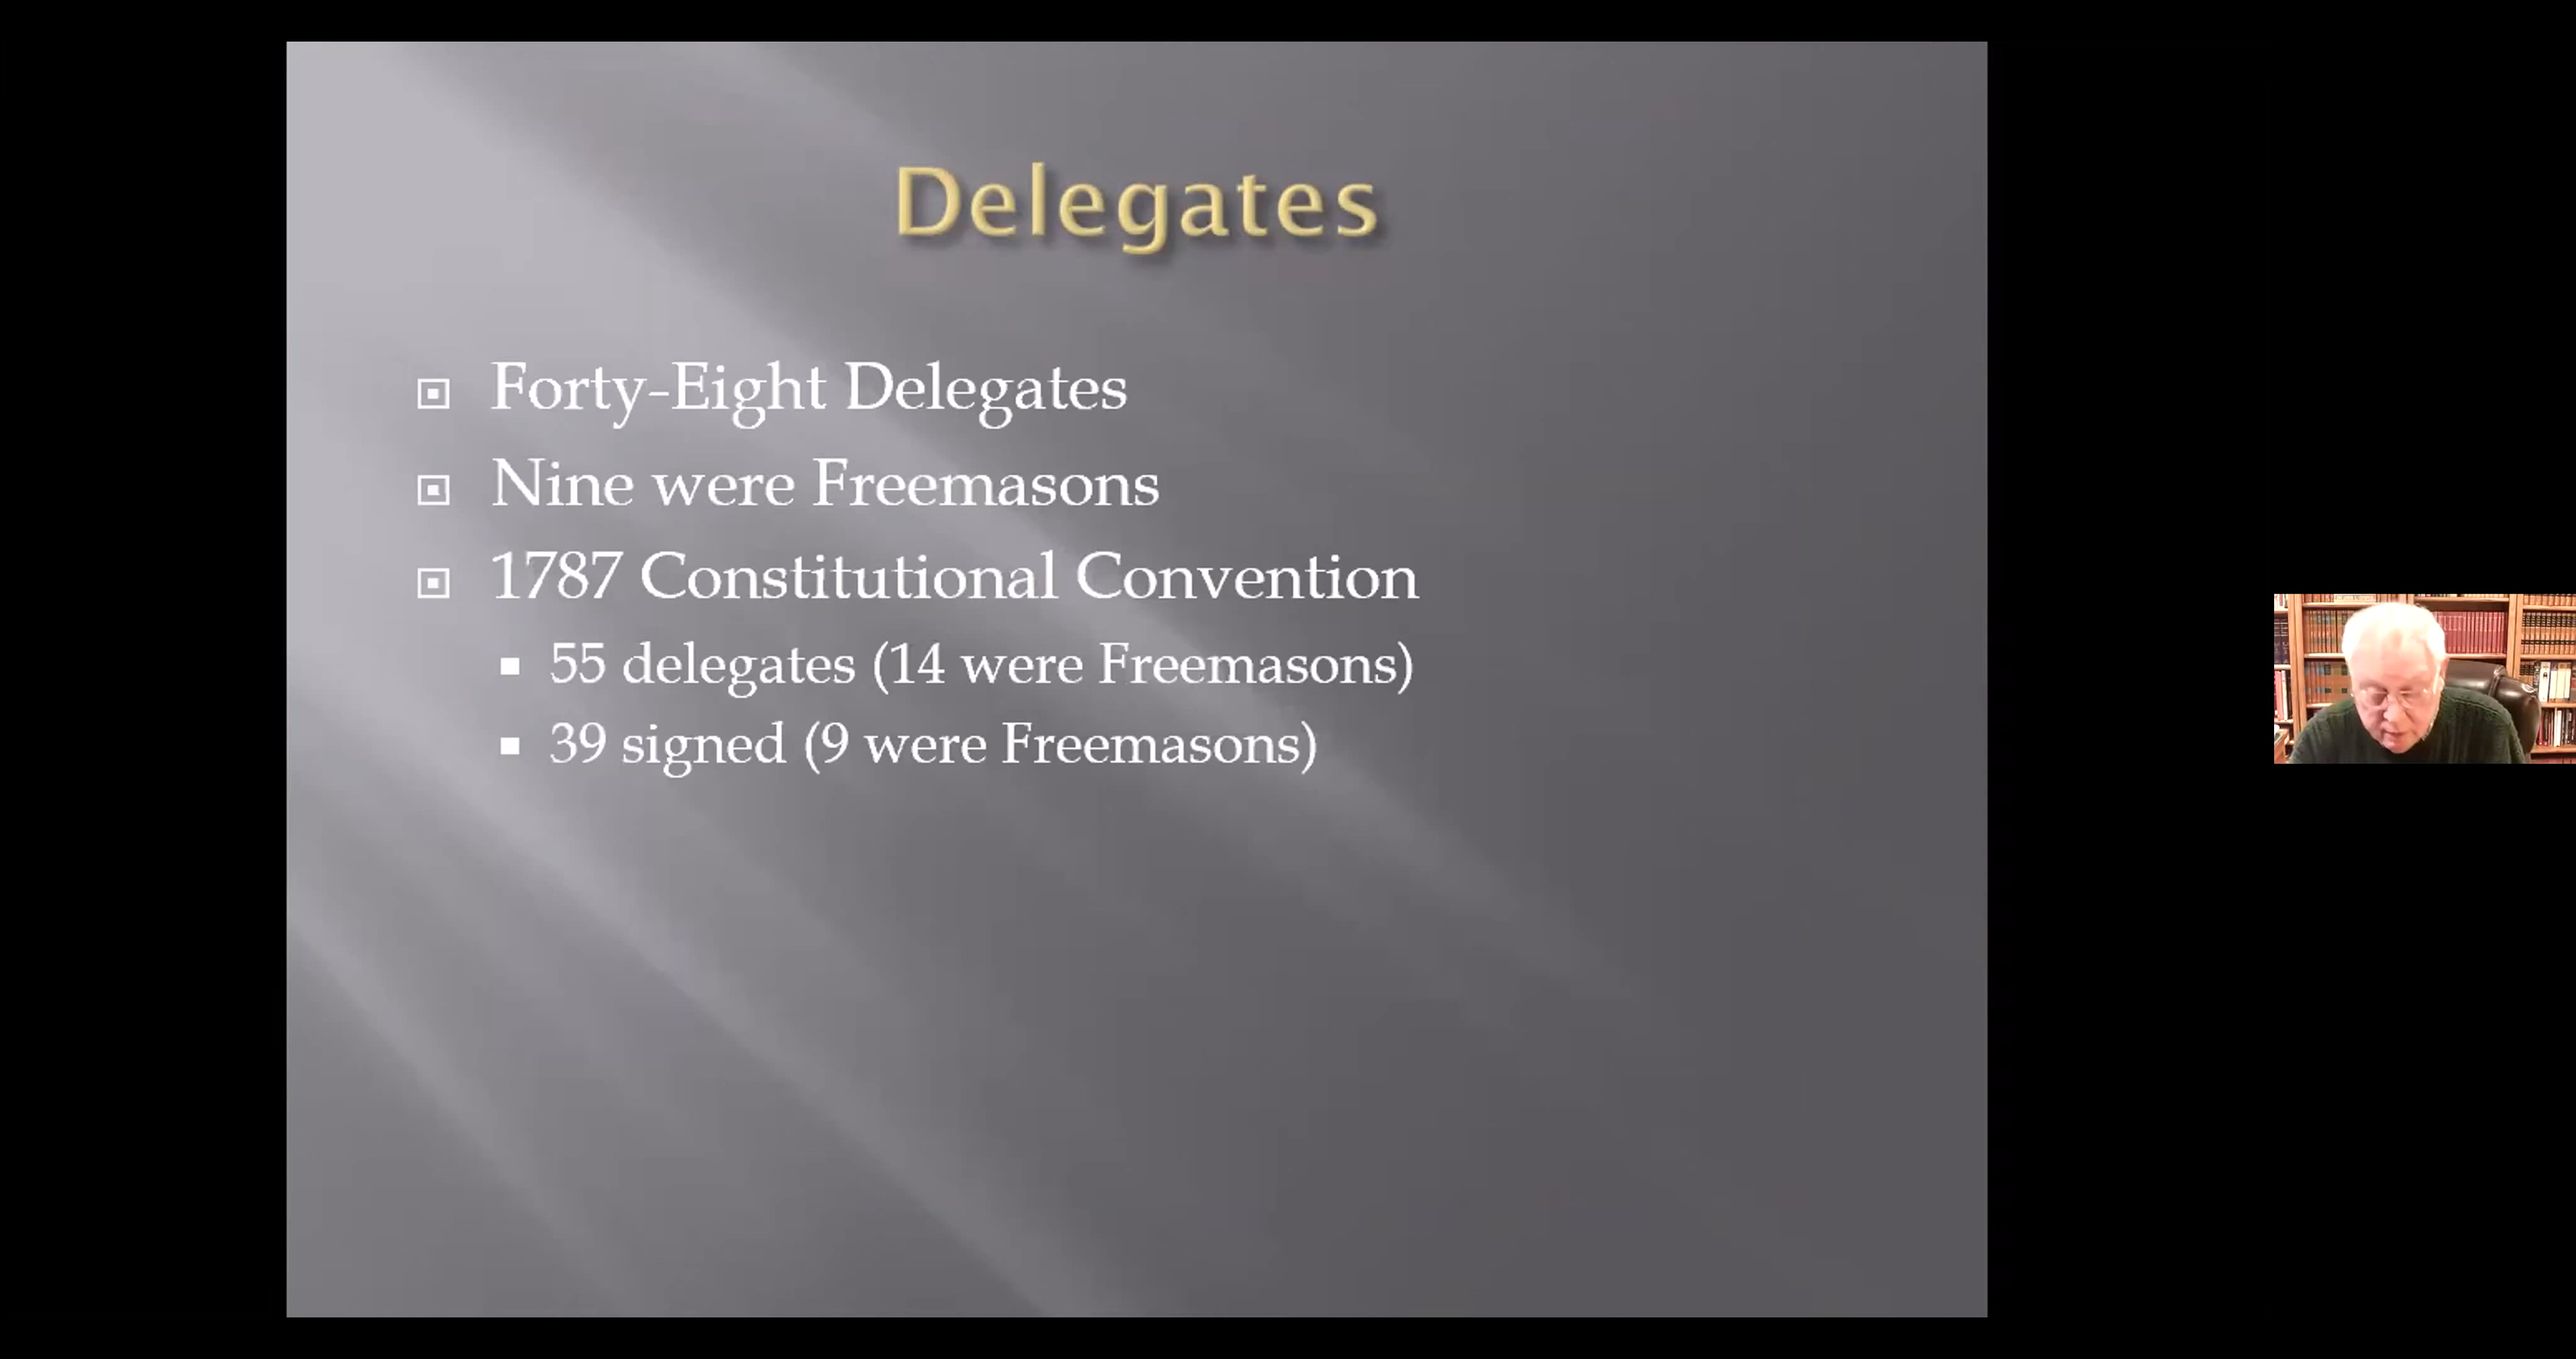 Delegates
Forty-Eight Delegates
Nine were Freemasons
1787 Constitutional Convention
55 delegates (14 were Freemasons)
39 signed (9 were Freemasons)